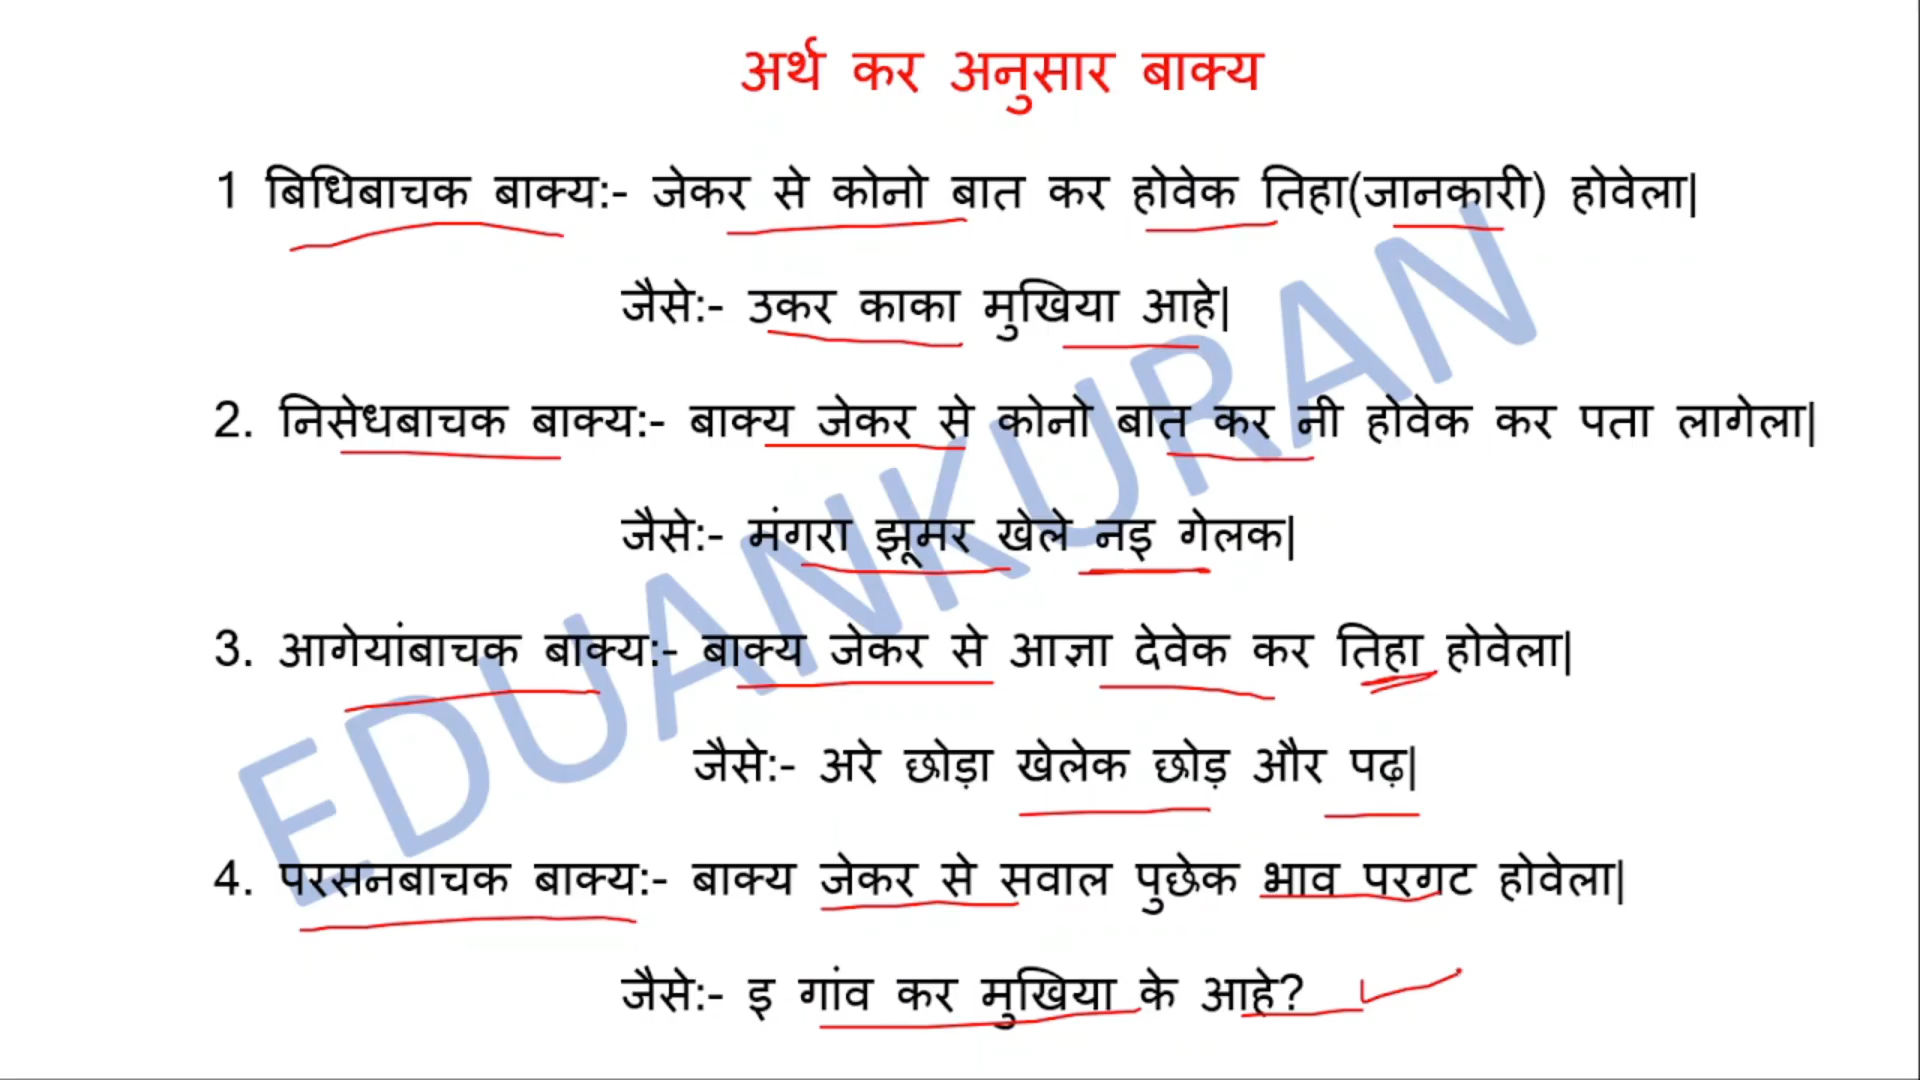 अर्थ कर अनुसार बाक्य
1 बिधिबाचक बाक्य:- जेकर से कोनो बात कर होवेक तिहा(जानकारी) होवेला|
जैसे:- उकर काका मुखिया आहे|
2. निसेधबाचक बाक्य:- बाक्य जेकर से कोनो बात कर नी होवेक कर पता लागेला|
जैसे:- मंगरा झूमर खेले नइ गेलक|
3. आगेयांबाचक बाक्य:- बाक्य जेकर से आज्ञा देवेक कर तिहा होवेला|
जैसे:- अरे छोड़ा खेलेक छोड़ और पढ़|
4. परसनबाचक बाक्य:- बाक्य जेकर से सवाल पुछेक भाव परगट होवेला|
जैसे:- इ गांव कर मुखिया के आहे?
EDUANKURAN